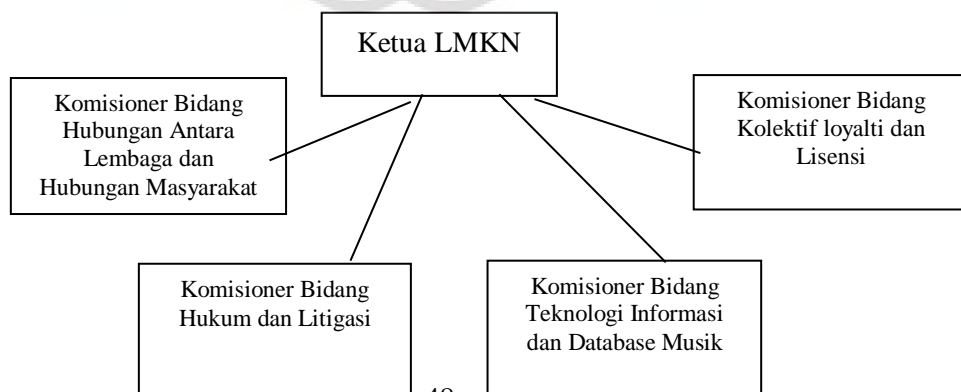 Ketua LMKN
Komisioner Bidang
Hubungan Antara
Lembaga dan
Hubungan Masyarakat
Komisioner Bidang
Kolektif loyalti dan
Lisensi
Komisioner Bidang
Hukum dan Litigasi
Komisioner Bidang
Teknologi Informasi
dan Database Musik